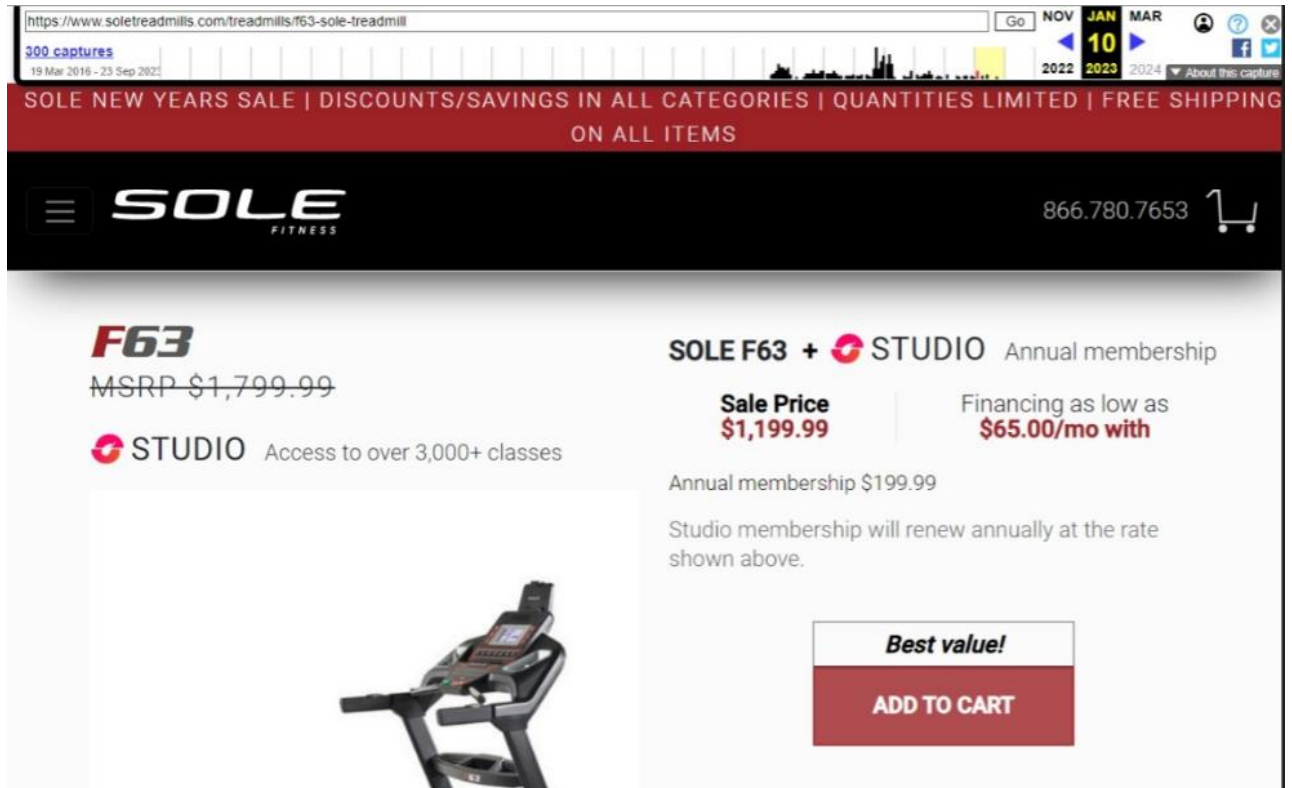 https://www.soletreadmills.com/treadmills/f63-sole-treadmill
Go
NOV JAN MAR
300 captures
10
19 Mar 2016 - 23 Sep 2023
2022 2023 2024
About this capture
SOLE NEW YEARS SALE | DISCOUNTS/SAVINGS IN ALL CATEGORIES | QUANTITIES LIMITED | FREE SHIPPING
ON ALL ITEMS
SOLE
FITNESS
866.780.7653
F63
MSRP $1,799.99
STUDIO Access to over 3,000+ classes
SOLE F63 + STUDIO Annual membership
Sale Price
$1,199.99
Financing as low as
$65.00/mo with
Annual membership $199.99
Studio membership will renew annually at the rate
shown above.
Best value!
ADD TO CART
63